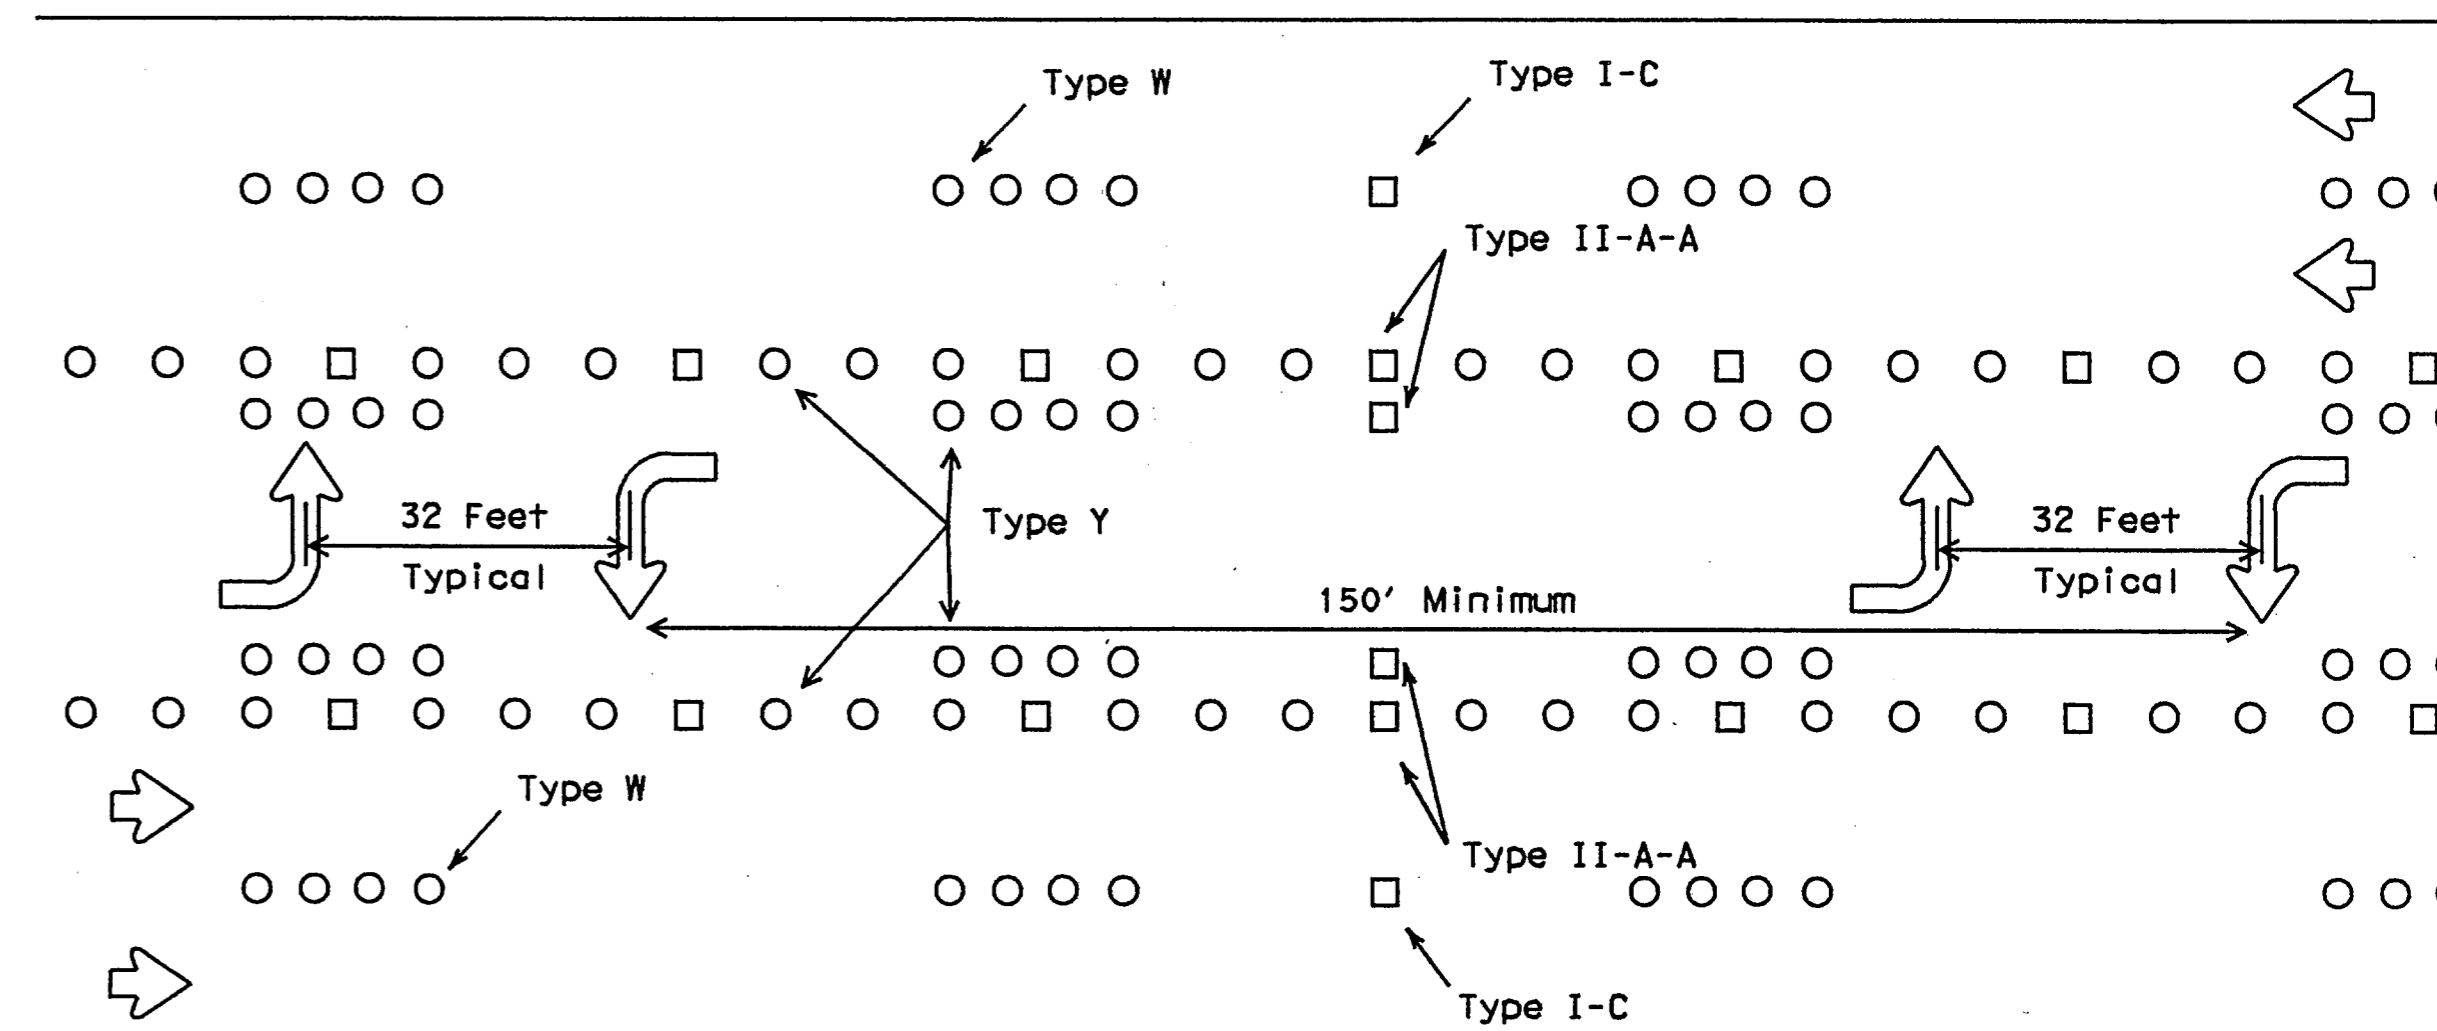 Type W
Type I-C
Type II-A-A
32 Feet
Typical
Type Y
150' Minimum
32 Feet
Typical
Type W
Type II-A-A
Type I-C